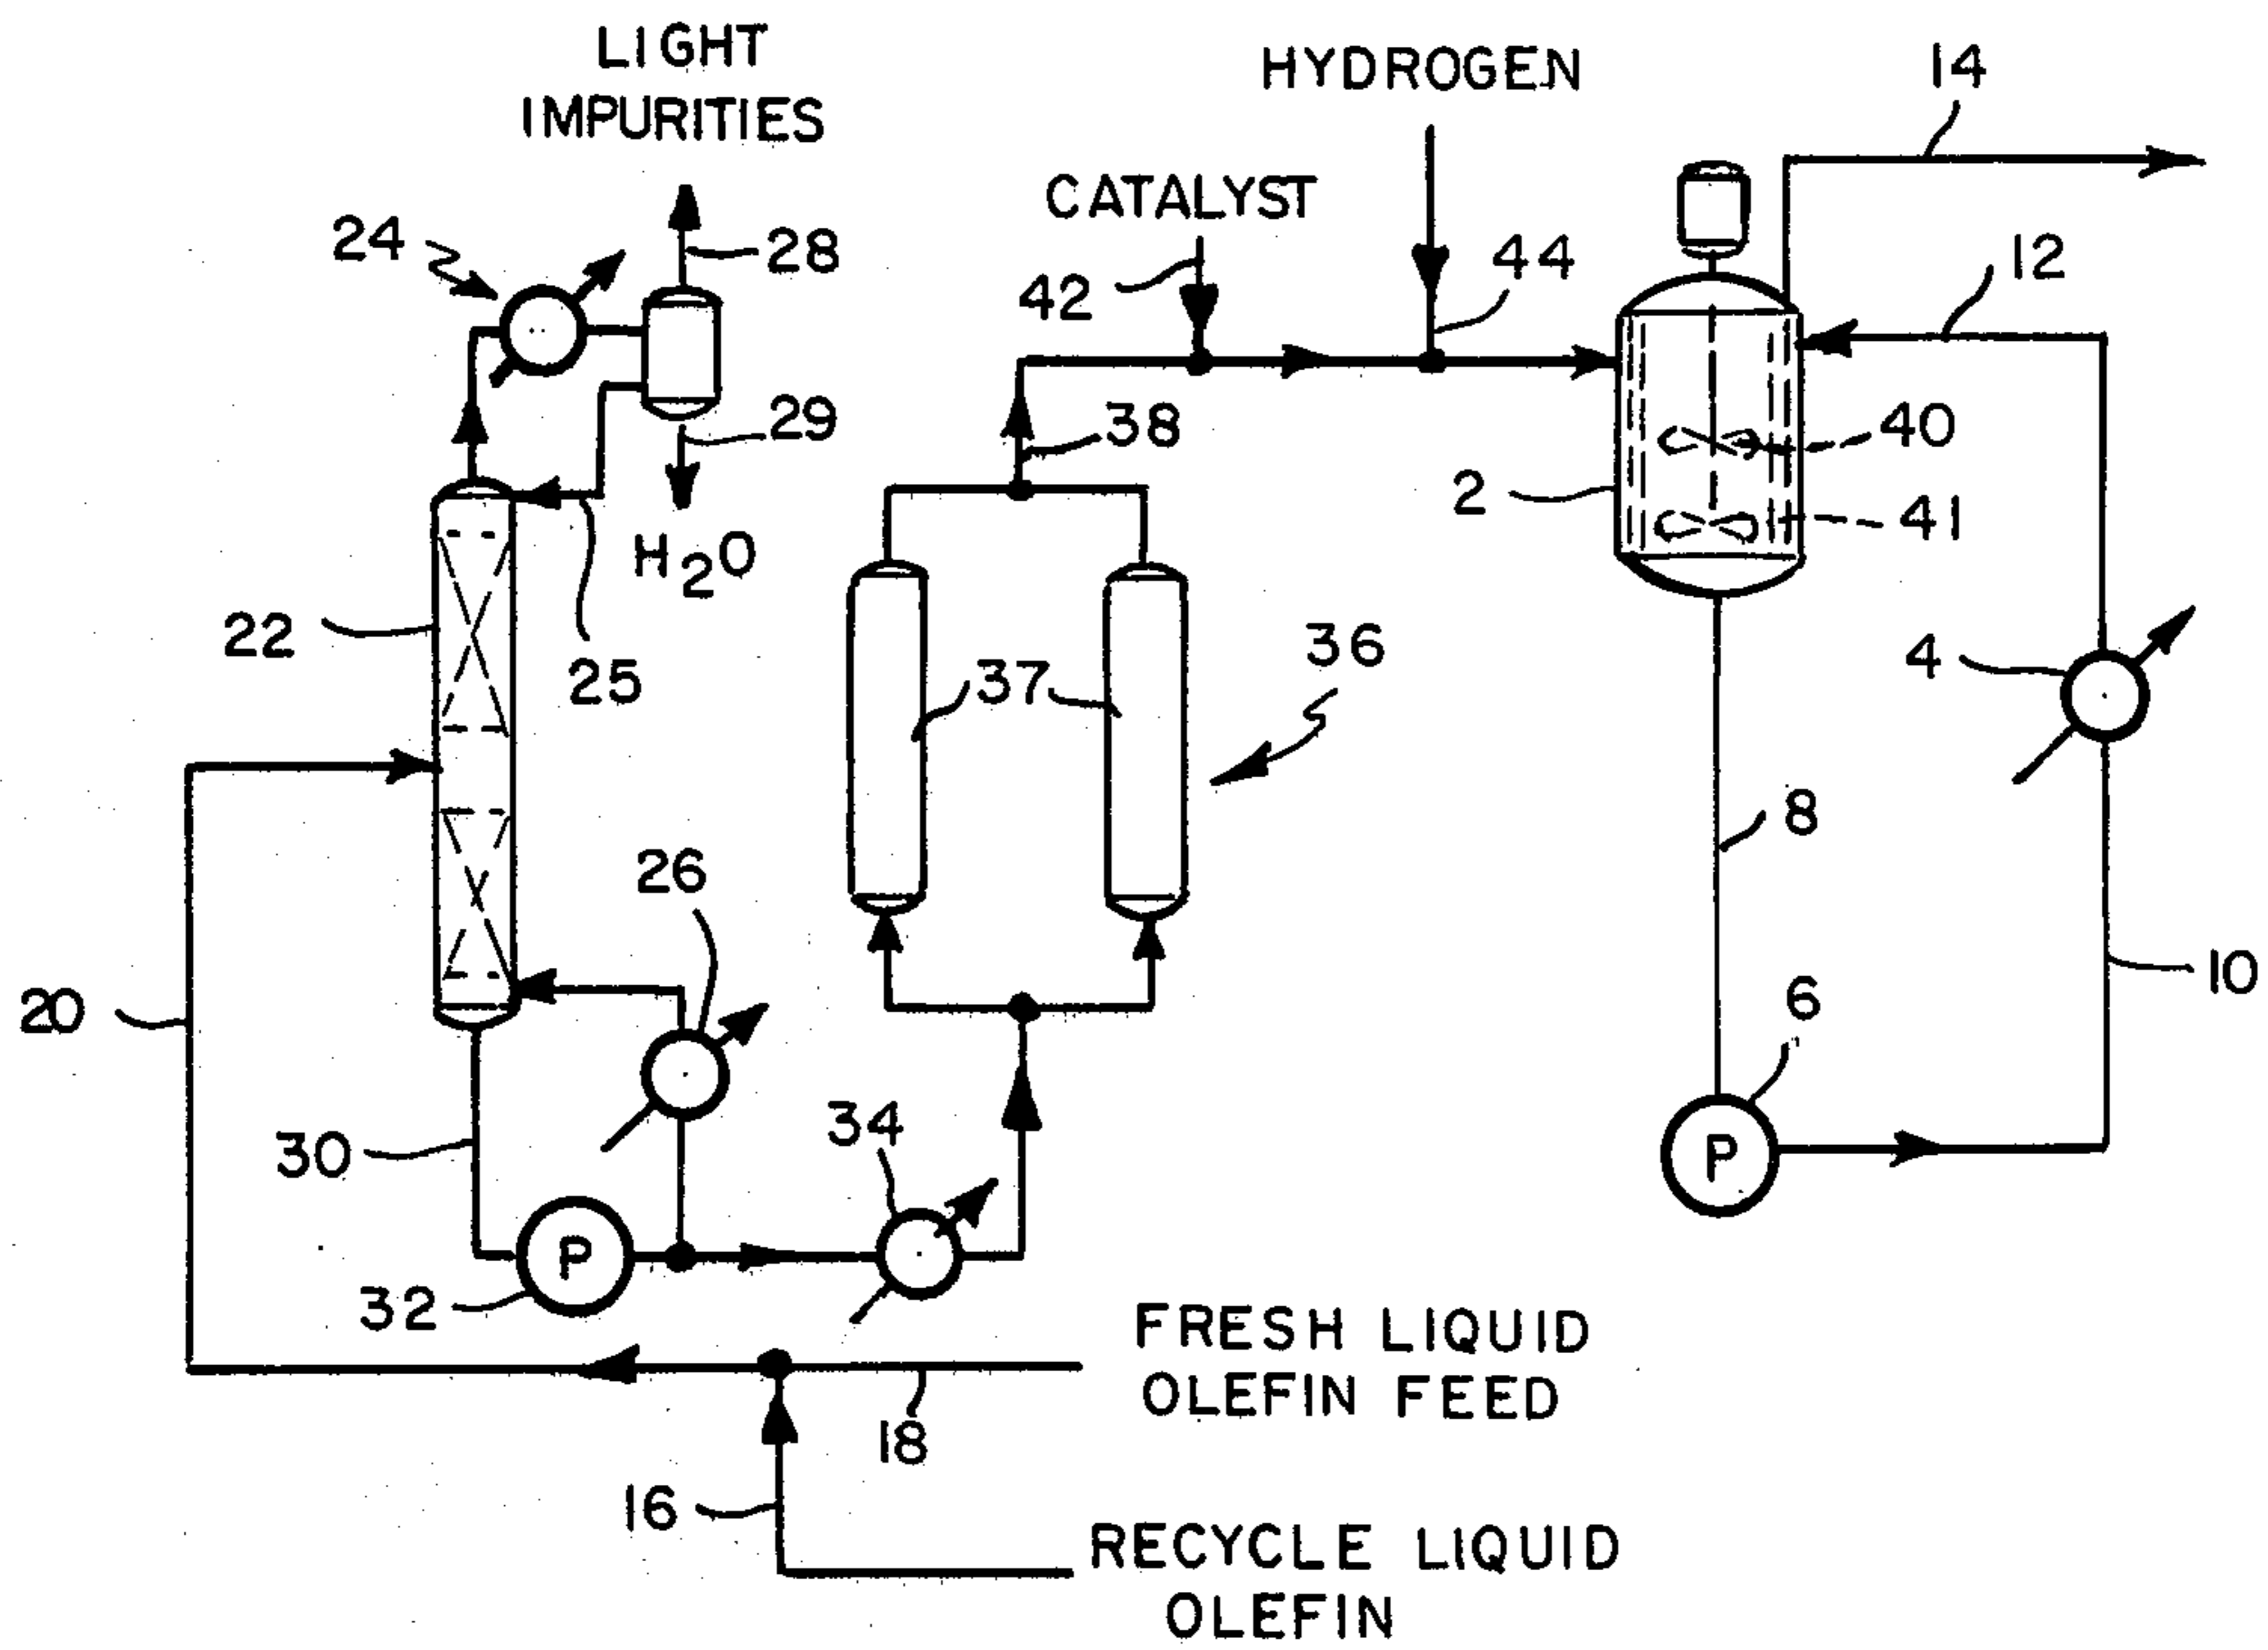 LIGHT
IMPURITIES
HYDROGEN
14
CATALYST
24
28
42
44
12
29
38
40
2
41
H2O
22
25
37
36
4
26
8
20
6
10
30
34
P
P
32
FRESH LIQUID
OLEFIN FEED
18
16
RECYCLE LIQUID
OLEFIN